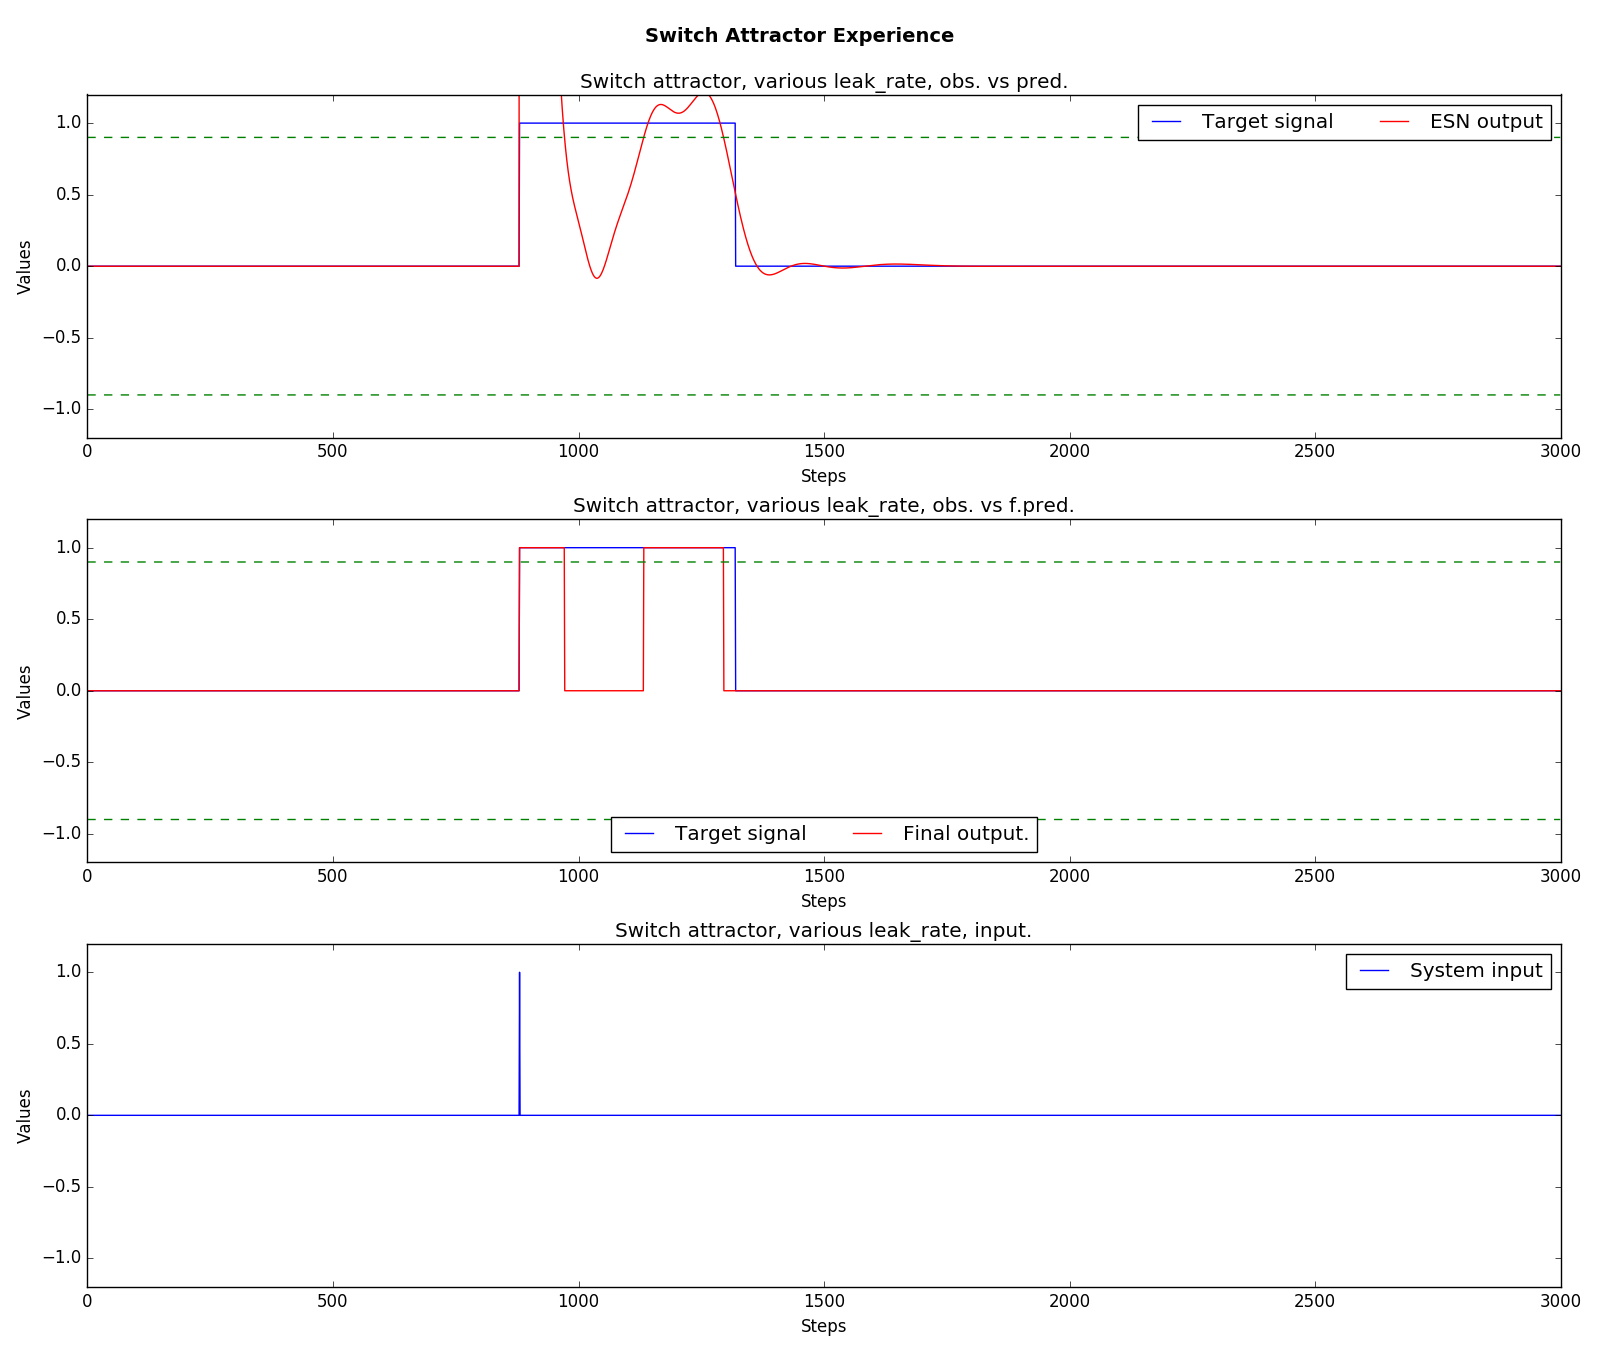 Switch Attractor Experience
Switch attractor, various leak_rate, obs. vs pred.
Target signal ESN output
1.0
0.5
0.0
−0.5
−1.0
Values
0 500 1000 1500 2000 2500 3000
Steps
Switch attractor, various leak_rate, obs. vs f.pred.
1.0
0.5
0.0
−0.5
−1.0
Values
Target signal Final output.
0 500 1000 1500 2000 2500 3000
Steps
Switch attractor, various leak_rate, input.
System input
1.0
0.5
0.0
−0.5
−1.0
Values
0 500 1000 1500 2000 2500 3000
Steps